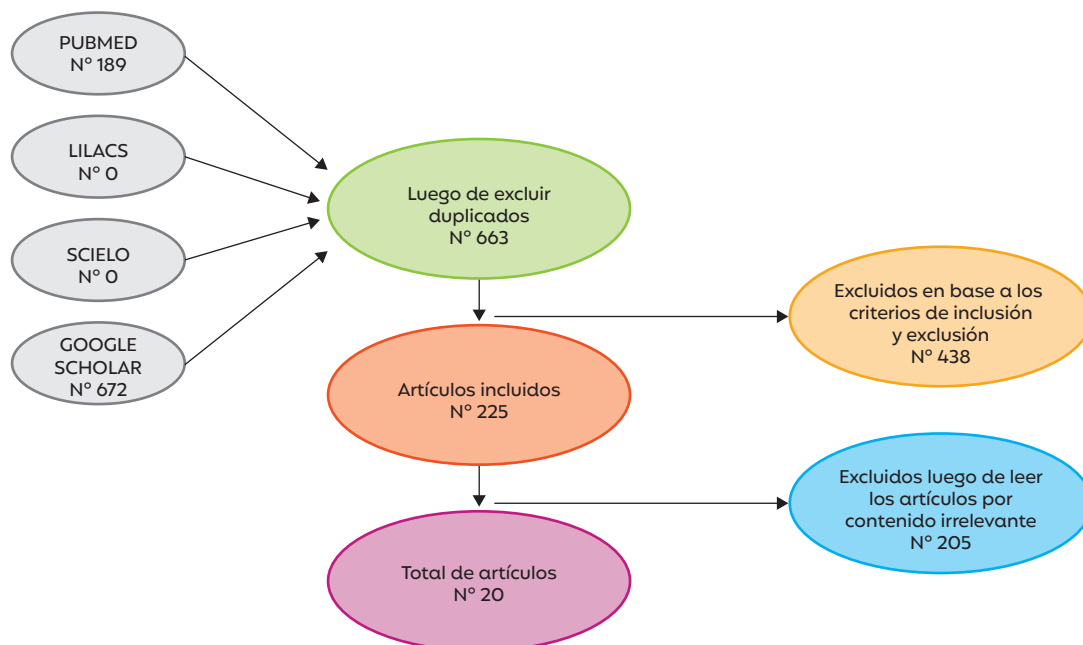 PUBMED
N° 189
LILACS
N° 0
SCIELO
N° 0
GOOGLE
SCHOLAR
N° 672
Luego de excluir
duplicados
N° 663
Excluidos en base a los
criterios de inclusión
y exclusión
N° 438
Artículos incluidos
N° 225
Excluidos luego de leer
los artículos por
contenido irrelevante
N° 205
Total de artículos
N° 20